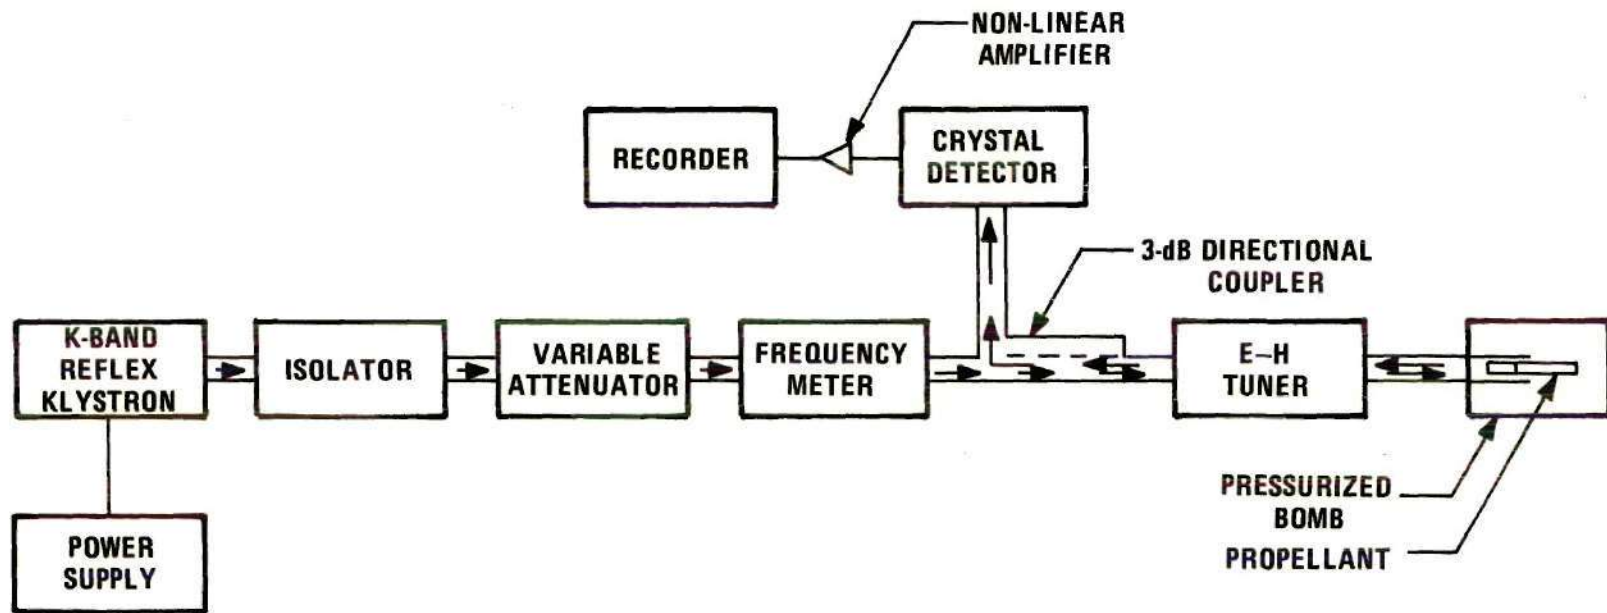 NON-LINEAR
AMPLIFIER
RECORDER
CRYSTAL
DETECTOR
3-dB DIRECTIONAL
COUPLER
K-BAND
REFLEX
KLYSTRON
ISOLATOR
VARIABLE
ATTENUATOR
FREQUENCY
METER
E-H
TUNER
PRESSURIZED
BOMB
PROPELLANT
POWER
SUPPLY